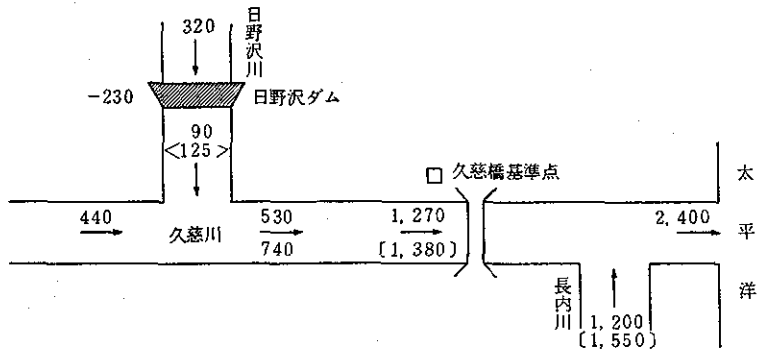 320
日野沢川
-230
日野沢ダム
90
<125>
久慈橋基準点
太平洋
440
久慈川
530
740
1,270
〔1,380〕
2,400
長内川
1,200
〔1,550〕